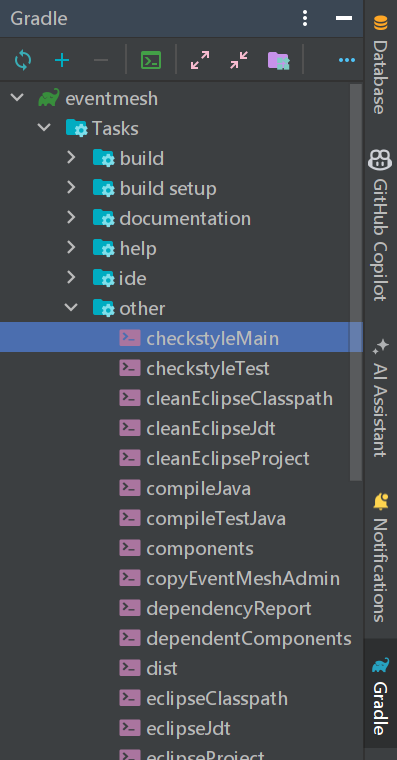 Gradle
eventmesh
Tasks
build
build setup
documentation
help
ide
other
checkstyleMain
checkstyleTest
cleanEclipseClasspath
cleanEclipseJdt
cleanEclipseProject
compileJava
compileTestJava
components
copyEventMeshAdmin
dependencyReport
dependentComponents
dist
eclipseClasspath
eclipseJdt
eclipseProject
Database
GitHub Copilot
AI Assistant
Notifications
Gradle